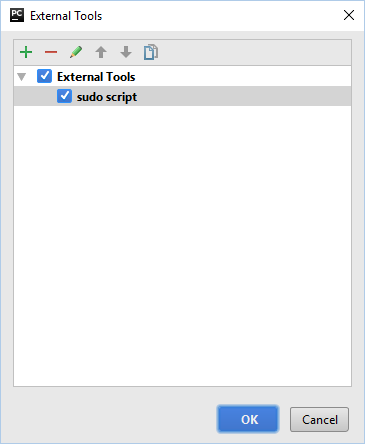 PC External Tools
External Tools
sudo script
OK Cancel